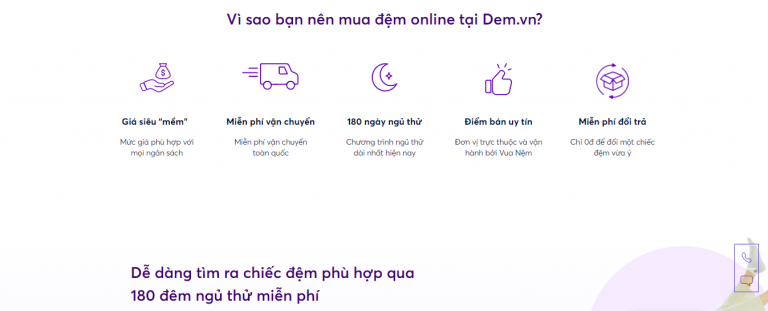 Vì sao bạn nên mua đệm online tại Dem.vn?
$
Giá siêu "mềm"
Mức giá phù hợp với
mọi ngân sách
Miễn phí vận chuyển
Miễn phí vận chuyển
toàn quốc
180 ngày ngủ thử
Chương trình ngủ thử
dài nhất hiện nay
Điểm bán uy tín
Đơn vị trực thuộc và vận
hành bởi Vua Nệm
Miễn phí đổi trả
Chỉ 0đ để đổi một chiếc
đệm vừa ý
Dễ dàng tìm ra chiếc đệm phù hợp qua
180 đêm ngủ thử miễn phí